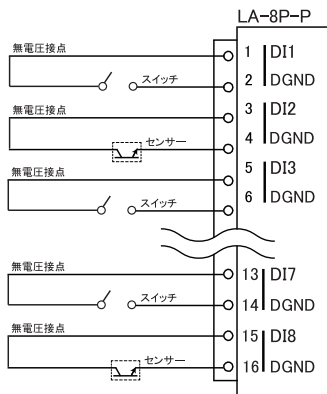 LA-8P-P
無電圧接点
1 DI1
スイッチ
2 DGND
無電圧接点
3 DI2
センサー
4 DGND
無電圧接点
5 DI3
スイッチ
6 DGND
無電圧接点
13 DI7
スイッチ
14 DGND
無電圧接点
15 DI8
センサー
16 DGND